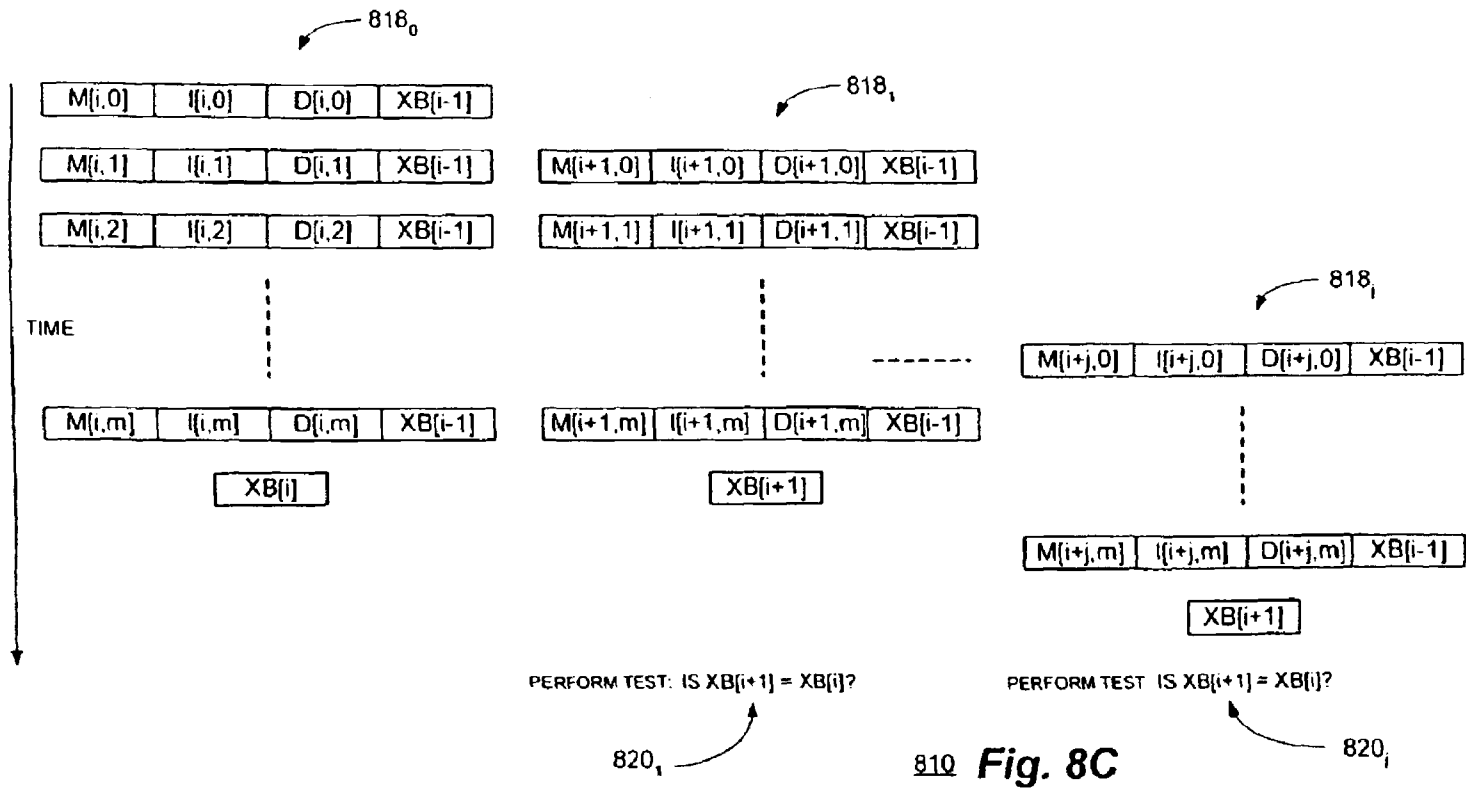 818₀
M[i,0] I[i,0] D[i,0] XB[i-1]
818₁
M[i,1] I[i,1] D[i,1] XB[i-1]
M[i+1,0] I[i+1,0] D[i+1,0] XB[i-1]
M[i,2] I[i,2] D[i,2] XB[i-1]
M[i+1,1] I[i+1,1] D[i+1,1] XB[i-1]
818ⱼ
TIME
M[i+j,0] I[i+j,0] D[i+j,0] XB[i-1]
M[i,m] I[i,m] D[i,m] XB[i-1]
M[i+1,m] I[i+1,m] D[i+1,m] XB[i-1]
XB[i]
XB[i+1]
M[i+j,m] I[i+j,m] D[i+j,m] XB[i-1]
XB[i+1]
PERFORM TEST: IS XB[i+1] = XB[i]?
PERFORM TEST IS XB[i+1] = XB[i]?
820₁
810 Fig. 8C
820ⱼ